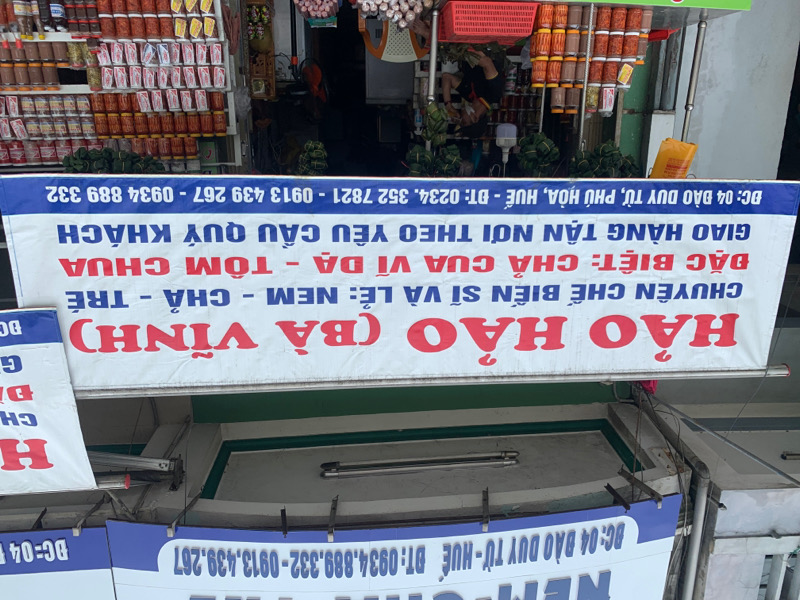 ĐC: 04 ĐÀO DUY TỪ - HUẾ ĐT: 0934.889.332 - 0913.439.267
ĐC: 04 Đ
HẢO HẢO (BÀ VĨNH)
CHUYÊN CHẾ BIẾN SĨ VÀ LẺ: NEM - CHẢ - TRÉ
ĐẶC BIỆT: CHẢ CUA VĨ DẠ - TÔM CHUA
GIAO HÀNG TẬN NƠI THEO YÊU CẦU QUÝ KHÁCH
ĐC: 04 ĐÀO DUY TỪ, PHÚ HÒA, HUẾ - ĐT: 0234. 352 7821 - 0913 439 267 - 0934 889 332
H
CH
ĐẶ
G
ĐC